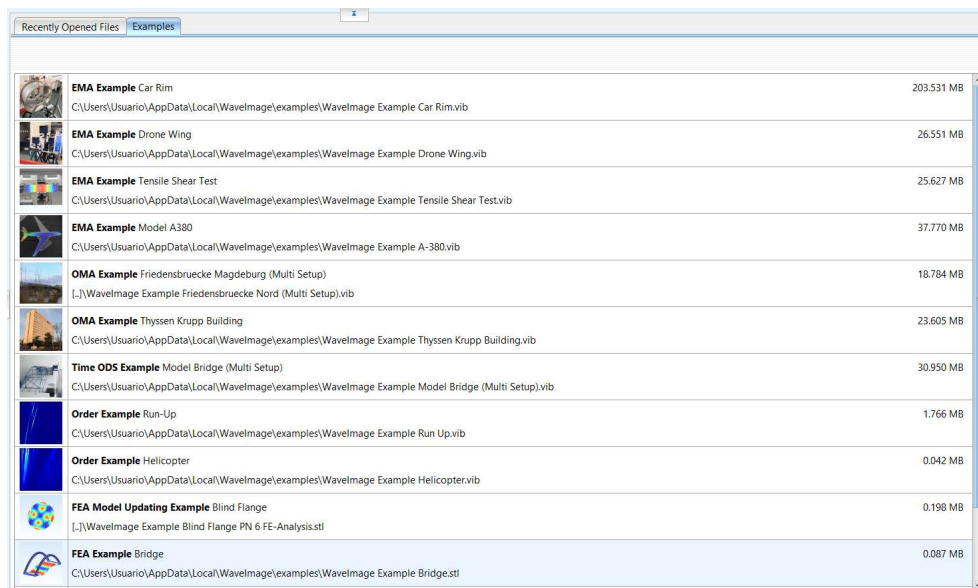 Recently Opened Files Examples
EMA Example Car Rim 203.531 MB
C:\Users\Usuario\AppData\Local\WaveImage\examples\WaveImage Example Car Rim.vib
EMA Example Drone Wing 26.551 MB
C:\Users\Usuario\AppData\Local\WaveImage\examples\WaveImage Example Drone Wing.vib
EMA Example Tensile Shear Test 25.627 MB
C:\Users\Usuario\AppData\Local\WaveImage\examples\WaveImage Example Tensile Shear Test.vib
EMA Example Model A380 37.770 MB
C:\Users\Usuario\AppData\Local\WaveImage\examples\WaveImage Example A-380.vib
OMA Example Friedensbruecke Magdeburg (Multi Setup) 18.784 MB
[..]\WaveImage Example Friedensbruecke Nord (Multi Setup).vib
OMA Example Thyssen Krupp Building 23.605 MB
C:\Users\Usuario\AppData\Local\WaveImage\examples\WaveImage Example Thyssen Krupp Building.vib
Time ODS Example Model Bridge (Multi Setup) 30.950 MB
C:\Users\Usuario\AppData\Local\WaveImage\examples\WaveImage Example Model Bridge (Multi Setup).vib
Order Example Run-Up 1.766 MB
C:\Users\Usuario\AppData\Local\WaveImage\examples\WaveImage Example Run Up.vib
Order Example Helicopter 0.042 MB
C:\Users\Usuario\AppData\Local\WaveImage\examples\WaveImage Example Helicopter.vib
FEA Model Updating Example Blind Flange 0.198 MB
[..]\WaveImage Example Blind Flange PN 6 FE-Analysis.stl
FEA Example Bridge 0.087 MB
C:\Users\Usuario\AppData\Local\WaveImage\examples\WaveImage Example Bridge.stl